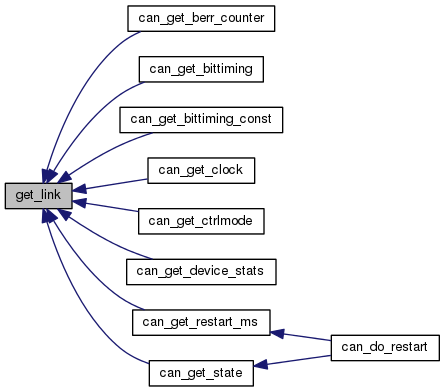 can_get_berr_counter
can_get_bittiming
can_get_bittiming_const
can_get_clock
get_link
can_get_ctrlmode
can_get_device_stats
can_get_restart_ms
can_do_restart
can_get_state